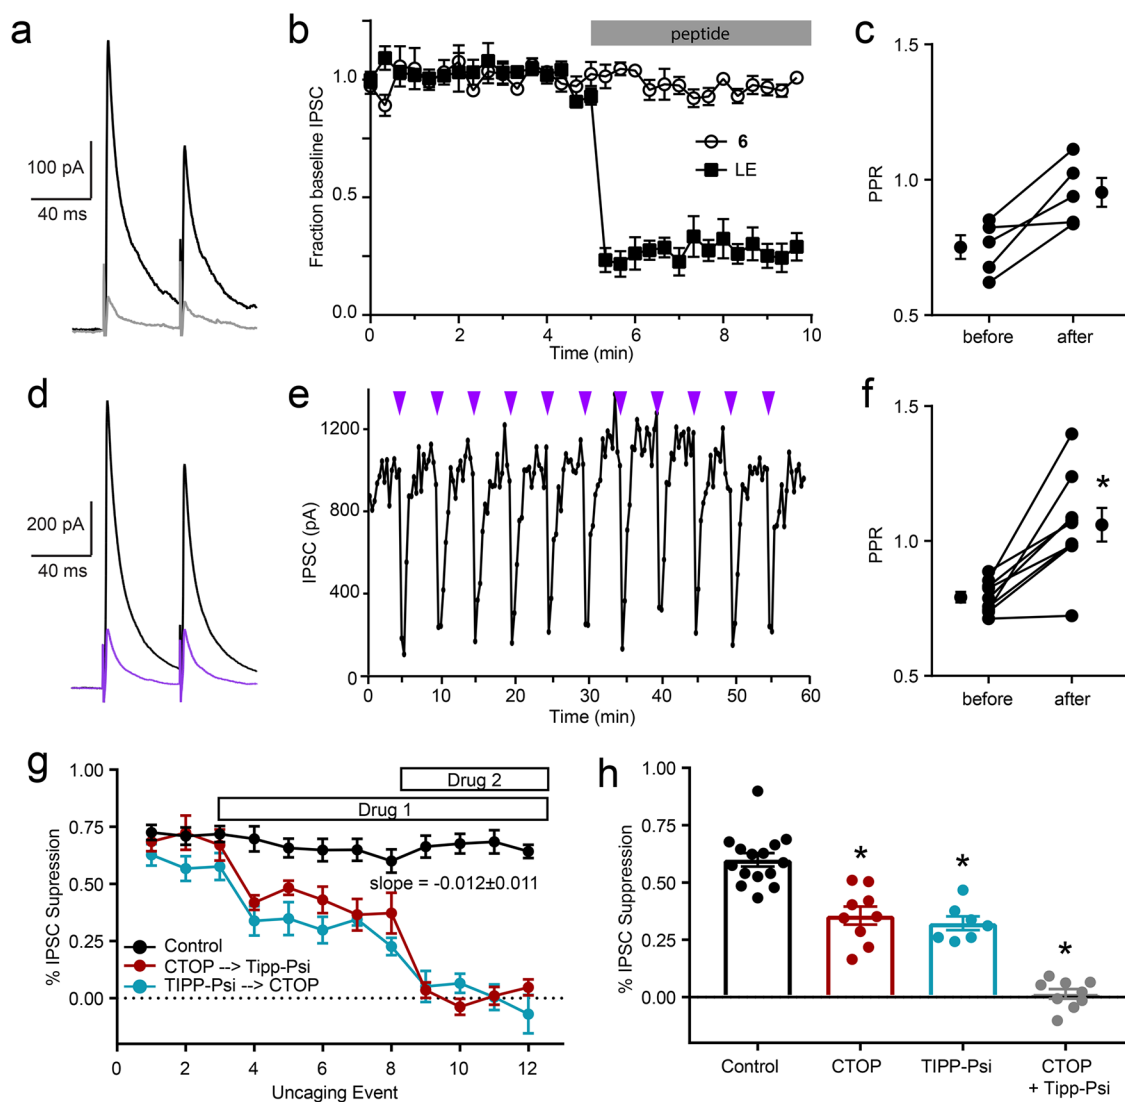 a
100 pA
40 ms
b
peptide
Fraction baseline IPSC
1.0
0.5
0.0
6
LE
0 2 4 6 8 10
Time (min)
c
PPR
1.5
1.0
0.5
before after
d
200 pA
40 ms
e
IPSC (pA)
1200
800
400
0
0 10 20 30 40 50 60
Time (min)
f
PPR
1.5
1.0
0.5
*
before after
g
% IPSC Suppression
1.00
0.75
0.50
0.25
0.00
Drug 2
Drug 1
slope = -0.012±0.011
Control
CTOP --> Tipp-Psi
TIPP-Psi --> CTOP
0 2 4 6 8 10 12
Uncaging Event
h
% IPSC Suppression
1.00
0.75
0.50
0.25
0.00
*
*
*
Control CTOP TIPP-Psi CTOP
+ Tipp-Psi